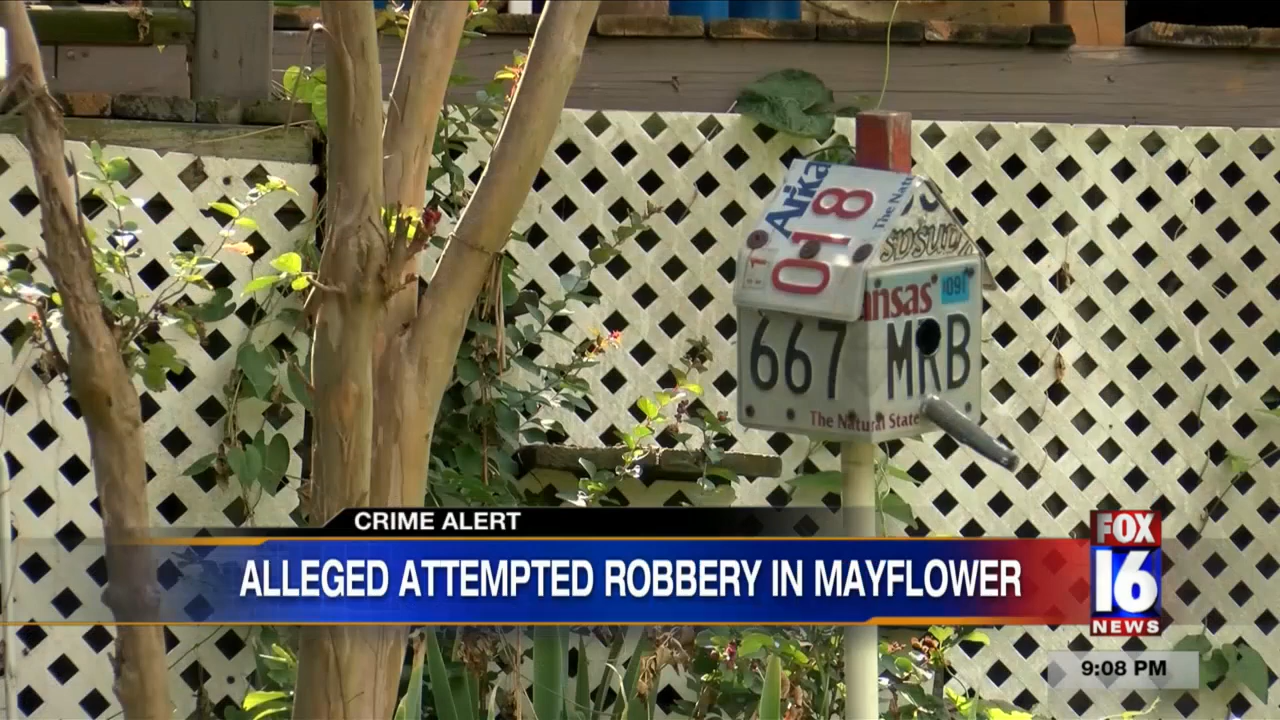 Arka
018
The Nat
ansas
091
667 MRB
The Natural State
CRIME ALERT
ALLEGED ATTEMPTED ROBBERY IN MAYFLOWER
FOX
16
NEWS
9:08 PM